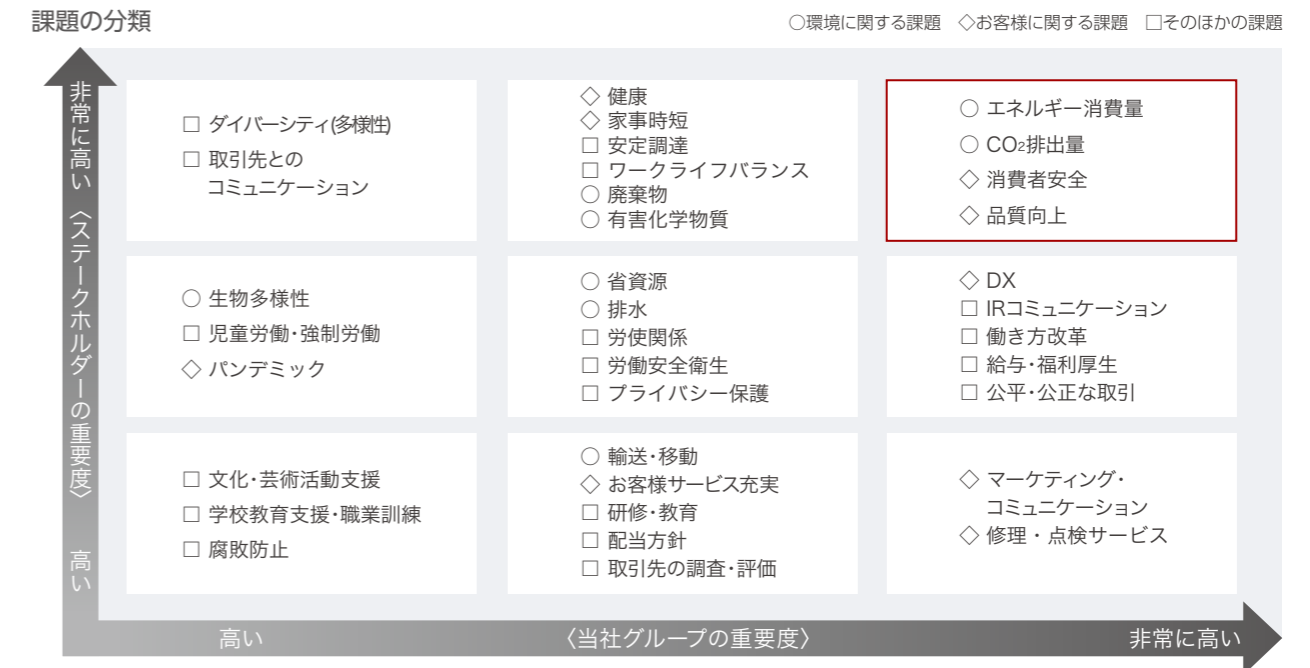 課題の分類
○環境に関する課題 ◇お客様に関する課題 □そのほかの課題
非常に高い 〈ステークホルダーの重要度〉 高い
□ ダイバーシティ(多様性)
□ 取引先との
コミュニケーション
◇ 健康
◇ 家事時短
□ 安定調達
□ ワークライフバランス
○ 廃棄物
○ 有害化学物質
○ エネルギー消費量
○ CO₂排出量
◇ 消費者安全
◇ 品質向上
○ 生物多様性
□ 児童労働・強制労働
◇ パンデミック
○ 省資源
○ 排水
□ 労使関係
□ 労働安全衛生
□ プライバシー保護
◇ DX
□ IRコミュニケーション
□ 働き方改革
□ 給与・福利厚生
□ 公平・公正な取引
□ 文化・芸術活動支援
□ 学校教育支援・職業訓練
□ 腐敗防止
○ 輸送・移動
◇ お客様サービス充実
□ 研修・教育
□ 配当方針
□ 取引先の調査・評価
◇ マーケティング・
コミュニケーション
◇ 修理・点検サービス
高い 〈当社グループの重要度〉 非常に高い